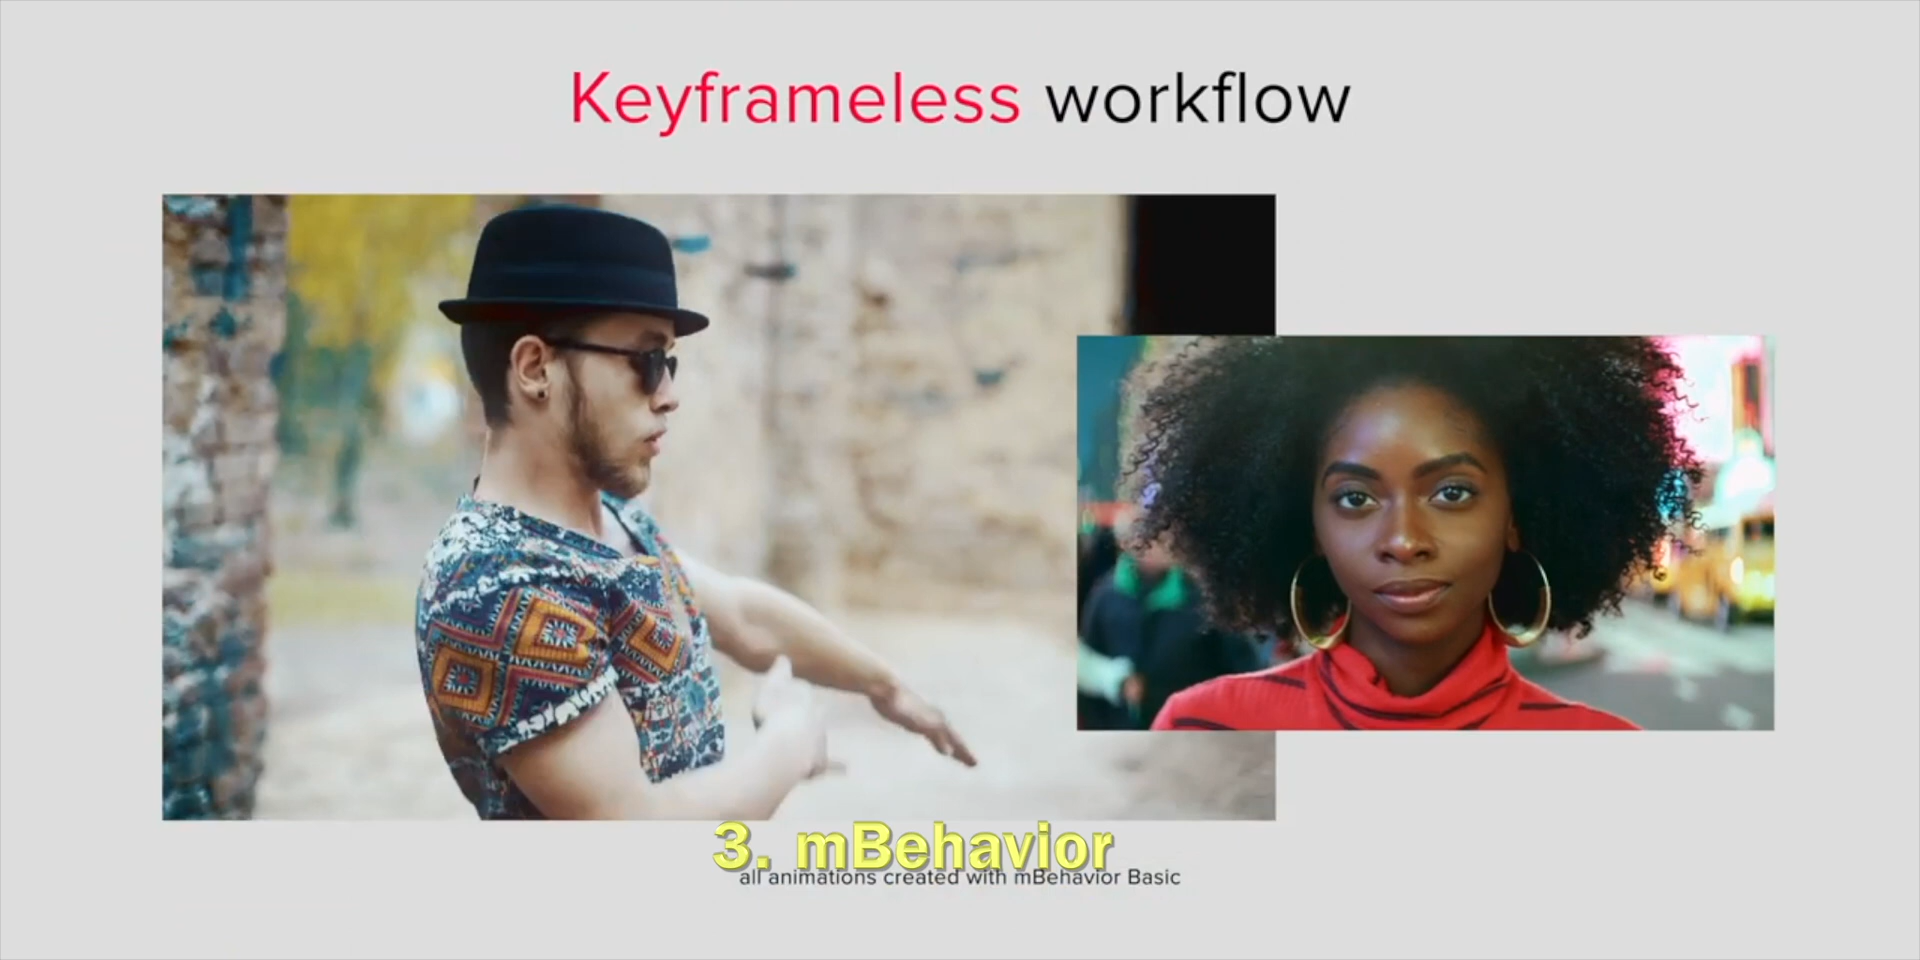 Keyframeless workflow
3. mBehavior
all animations created with mBehavior Basic